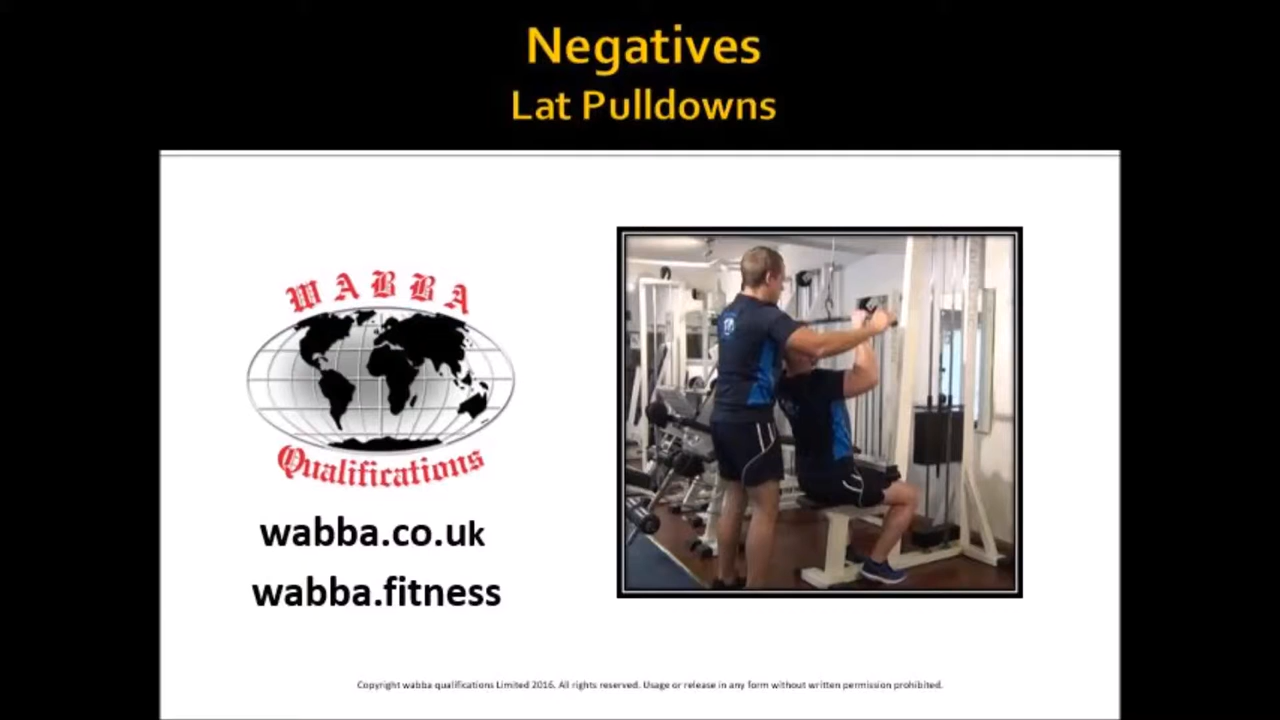 Negatives
Lat Pulldowns
WABBA
Qualifications
wabba.co.uk
wabba.fitness
Copyright wabba qualifications Limited 2016. All rights reserved. Usage or release in any form without written permission prohibited.